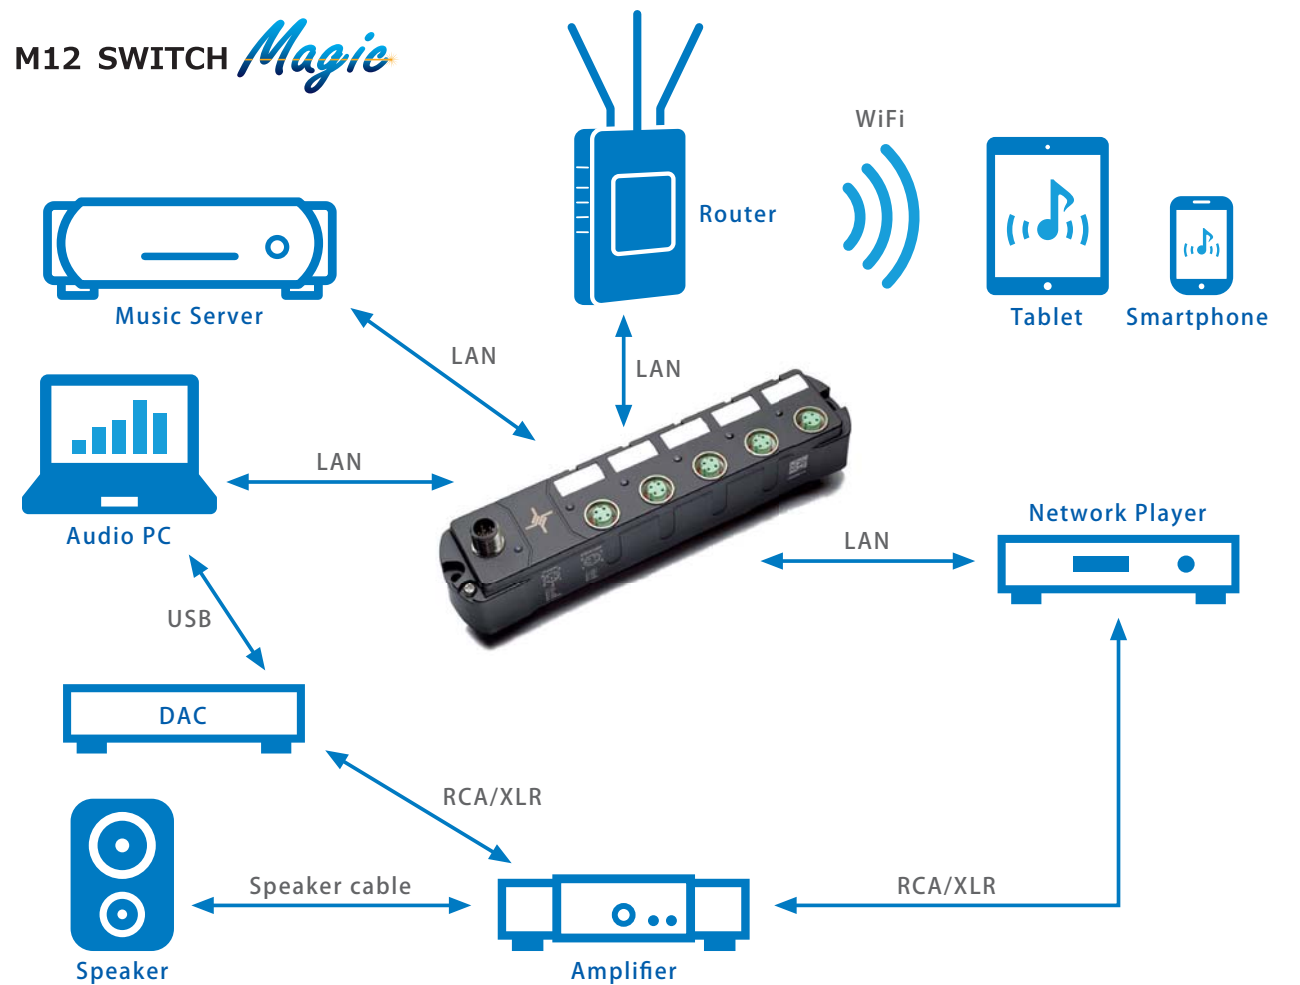 M12 SWITCH Magic
WiFi
Router
Music Server
Tablet
Smartphone
LAN
LAN
LAN
Audio PC
Network Player
LAN
USB
DAC
RCA/XLR
Speaker cable
RCA/XLR
Speaker
Amplifier